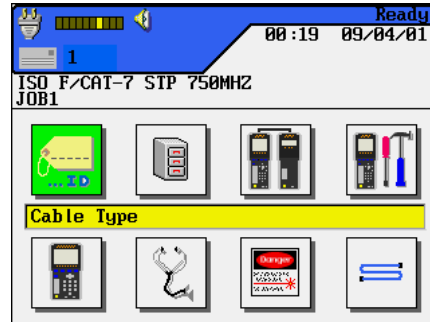 Ready
00:19 09/04/01
1
ISO F/CAT-7 STP 750MHZ
JOB1
...ID
Cable Type
Danger